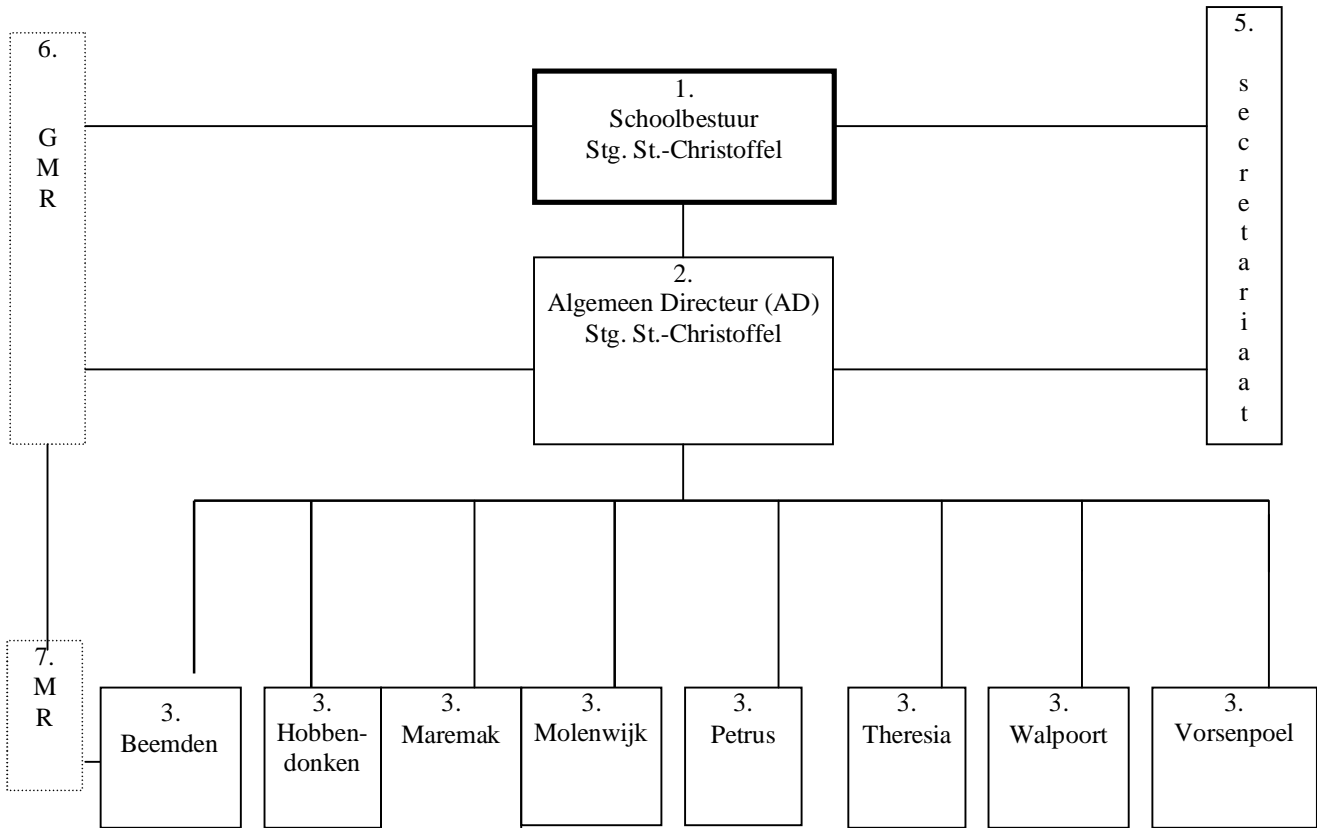 6.
G
M
R
1.
Schoolbestuur
Stg. St.-Christoffel
5.
s
e
c
r
e
t
a
r
i
a
a
t
2.
Algemeen Directeur (AD)
Stg. St.-Christoffel
7.
M
R
3.
Beemden
3.
Hobben-
donken
3.
Maremak
3.
Molenwijk
3.
Petrus
3.
Theresia
3.
Walpoort
3.
Vorsenpoel